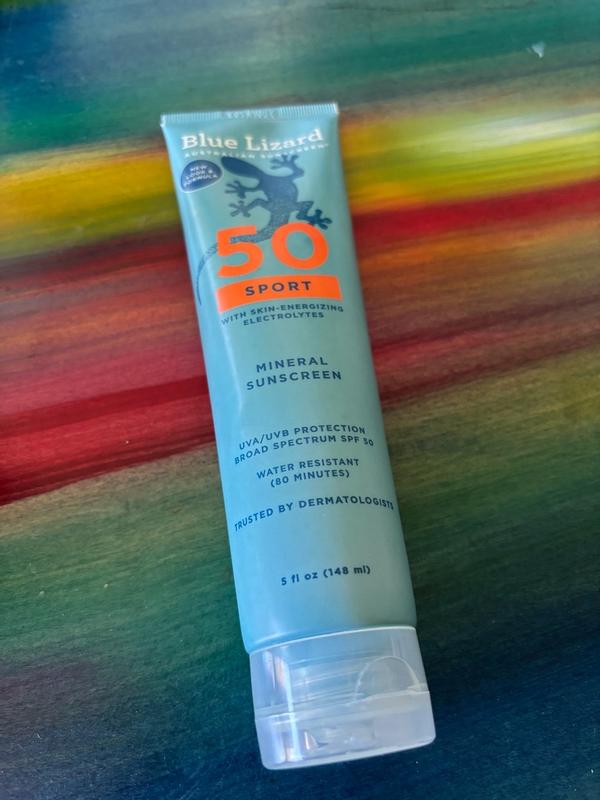 Blue Lizard
AUSTRALIAN SUNSCREEN
NEW
LOOK &
FORMULA
50
SPORT
WITH SKIN-ENERGIZING
ELECTROLYTES
MINERAL
SUNSCREEN
UVA/UVB PROTECTION
BROAD SPECTRUM SPF 50
WATER RESISTANT
(80 MINUTES)
TRUSTED BY DERMATOLOGISTS
5 fl oz (148 ml)